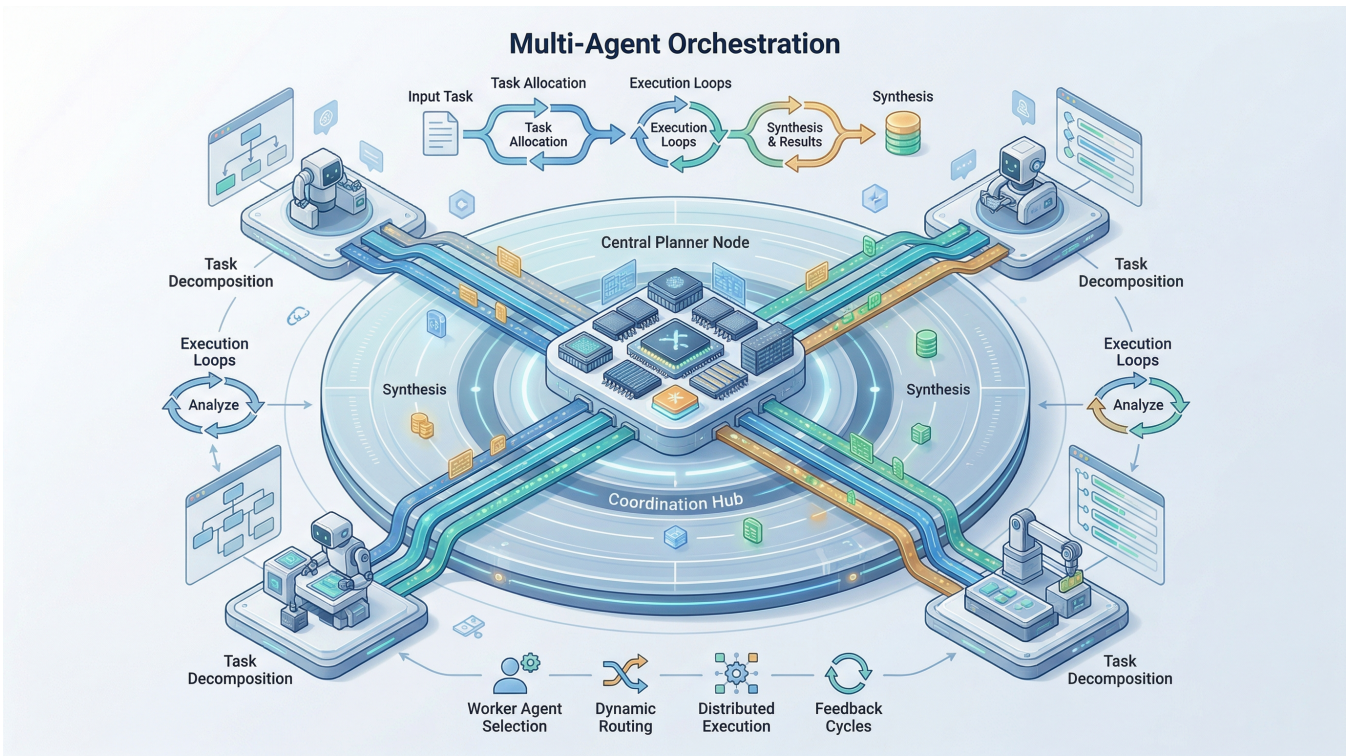 Multi-Agent Orchestration
Input Task
Task Allocation
Execution Loops
Synthesis
Task
Allocation
Execution
Loops
Synthesis
& Results
Central Planner Node
Task
Decomposition
Task
Decomposition
Execution
Loops
Analyze
Execution
Loops
Analyze
Synthesis
Synthesis
Coordination Hub
Task
Decomposition
Task
Decomposition
Worker Agent
Selection
Dynamic
Routing
Distributed
Execution
Feedback
Cycles